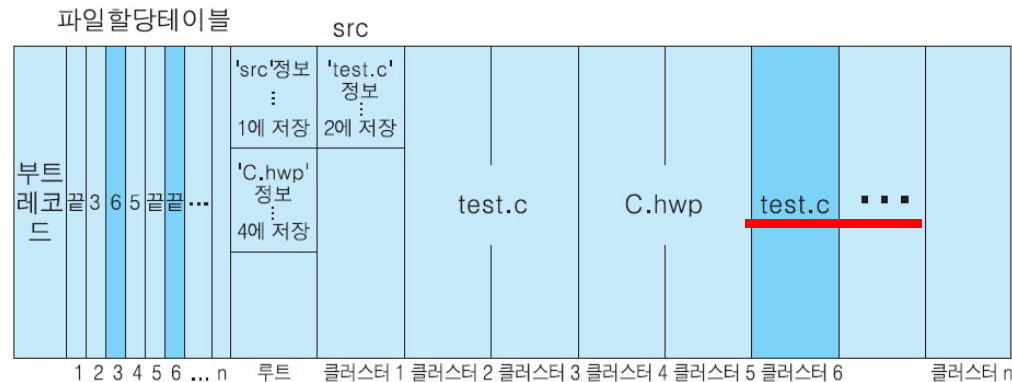 파일할당테이블
src
부트
레코
드
끝 3 6 5 끝 끝 ...
'src'정보
⋮
1에 저장
'C.hwp'
정보
⋮
4에 저장
'test.c'
정보
⋮
2에 저장
test.c
C.hwp
test.c
...
1 2 3 4 5 6 ... n 루트 클러스터 1 클러스터 2 클러스터 3 클러스터 4 클러스터 5 클러스터 6 클러스터 n